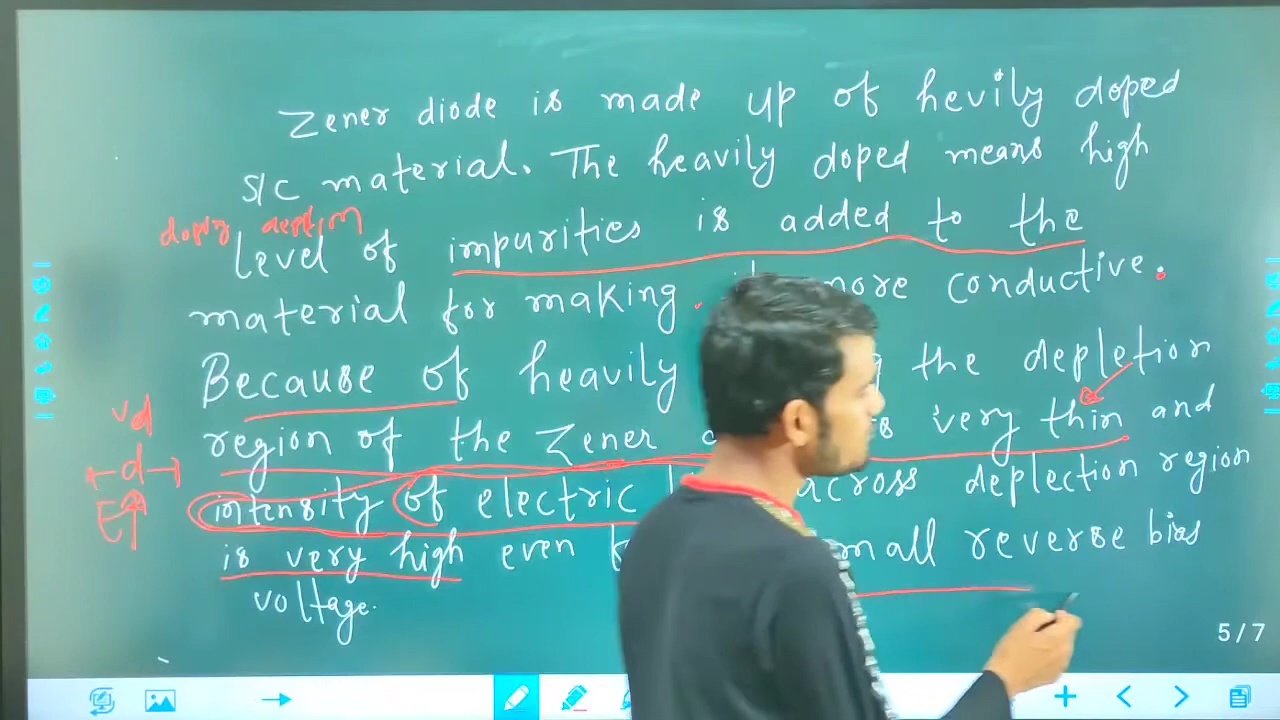 Zener diode is made up of hevily doped
S/C material. The heavily doped means high
level of impurities is added to the
material for making more conductive.
Because of heavily the depletion
region of the Zener very thin and
intensity of electric across deplection region
is very high even reverse bias
voltage.
vd
d
E
5/7